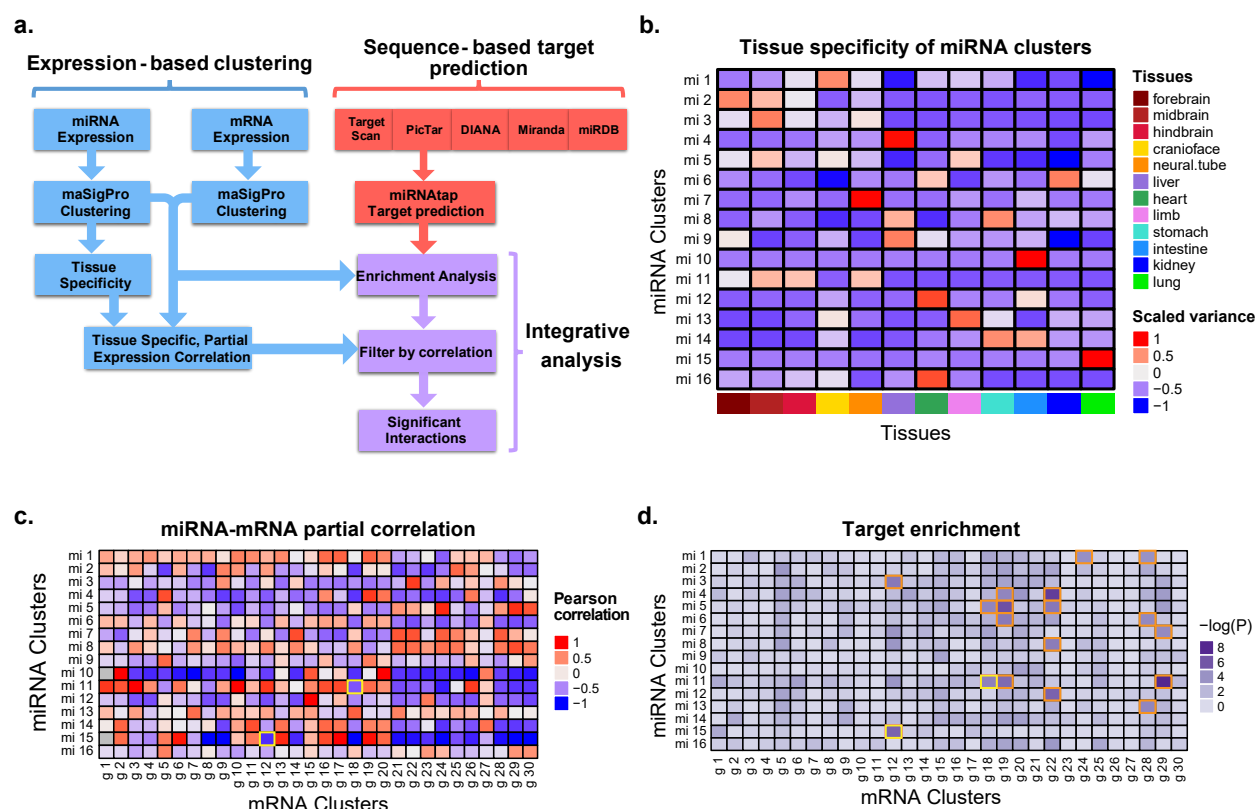 a.
Expression-based clustering
Sequence-based target
prediction
miRNA
Expression
mRNA
Expression
Target
Scan
PicTar
DIANA
Miranda
miRDB
maSigPro
Clustering
maSigPro
Clustering
miRNAtap
Target prediction
Tissue
Specificity
Enrichment Analysis
Tissue Specific, Partial
Expression Correlation
Filter by correlation
Integrative
analysis
Significant
Interactions
b.
Tissue specificity of miRNA clusters
miRNA Clusters
mi 1
mi 2
mi 3
mi 4
mi 5
mi 6
mi 7
mi 8
mi 9
mi 10
mi 11
mi 12
mi 13
mi 14
mi 15
mi 16
Tissues
Tissues
forebrain
midbrain
hindbrain
cranioface
neural.tube
liver
heart
limb
stomach
intestine
kidney
lung
Scaled variance
1
0.5
0
−0.5
−1
c.
miRNA-mRNA partial correlation
miRNA Clusters
mi 1
mi 2
mi 3
mi 4
mi 5
mi 6
mi 7
mi 8
mi 9
mi 10
mi 11
mi 12
mi 13
mi 14
mi 15
mi 16
g 1
g 2
g 3
g 4
g 5
g 6
g 7
g 8
g 9
g 10
g 11
g 12
g 13
g 14
g 15
g 16
g 17
g 18
g 19
g 20
g 21
g 22
g 23
g 24
g 25
g 26
g 27
g 28
g 29
g 30
mRNA Clusters
Pearson
correlation
1
0.5
0
−0.5
−1
d.
Target enrichment
miRNA Clusters
mi 1
mi 2
mi 3
mi 4
mi 5
mi 6
mi 7
mi 8
mi 9
mi 10
mi 11
mi 12
mi 13
mi 14
mi 15
mi 16
g 1
g 2
g 3
g 4
g 5
g 6
g 7
g 8
g 9
g 10
g 11
g 12
g 13
g 14
g 15
g 16
g 17
g 18
g 19
g 20
g 21
g 22
g 23
g 24
g 25
g 26
g 27
g 28
g 29
g 30
mRNA Clusters
−log(P)
8
6
4
2
0